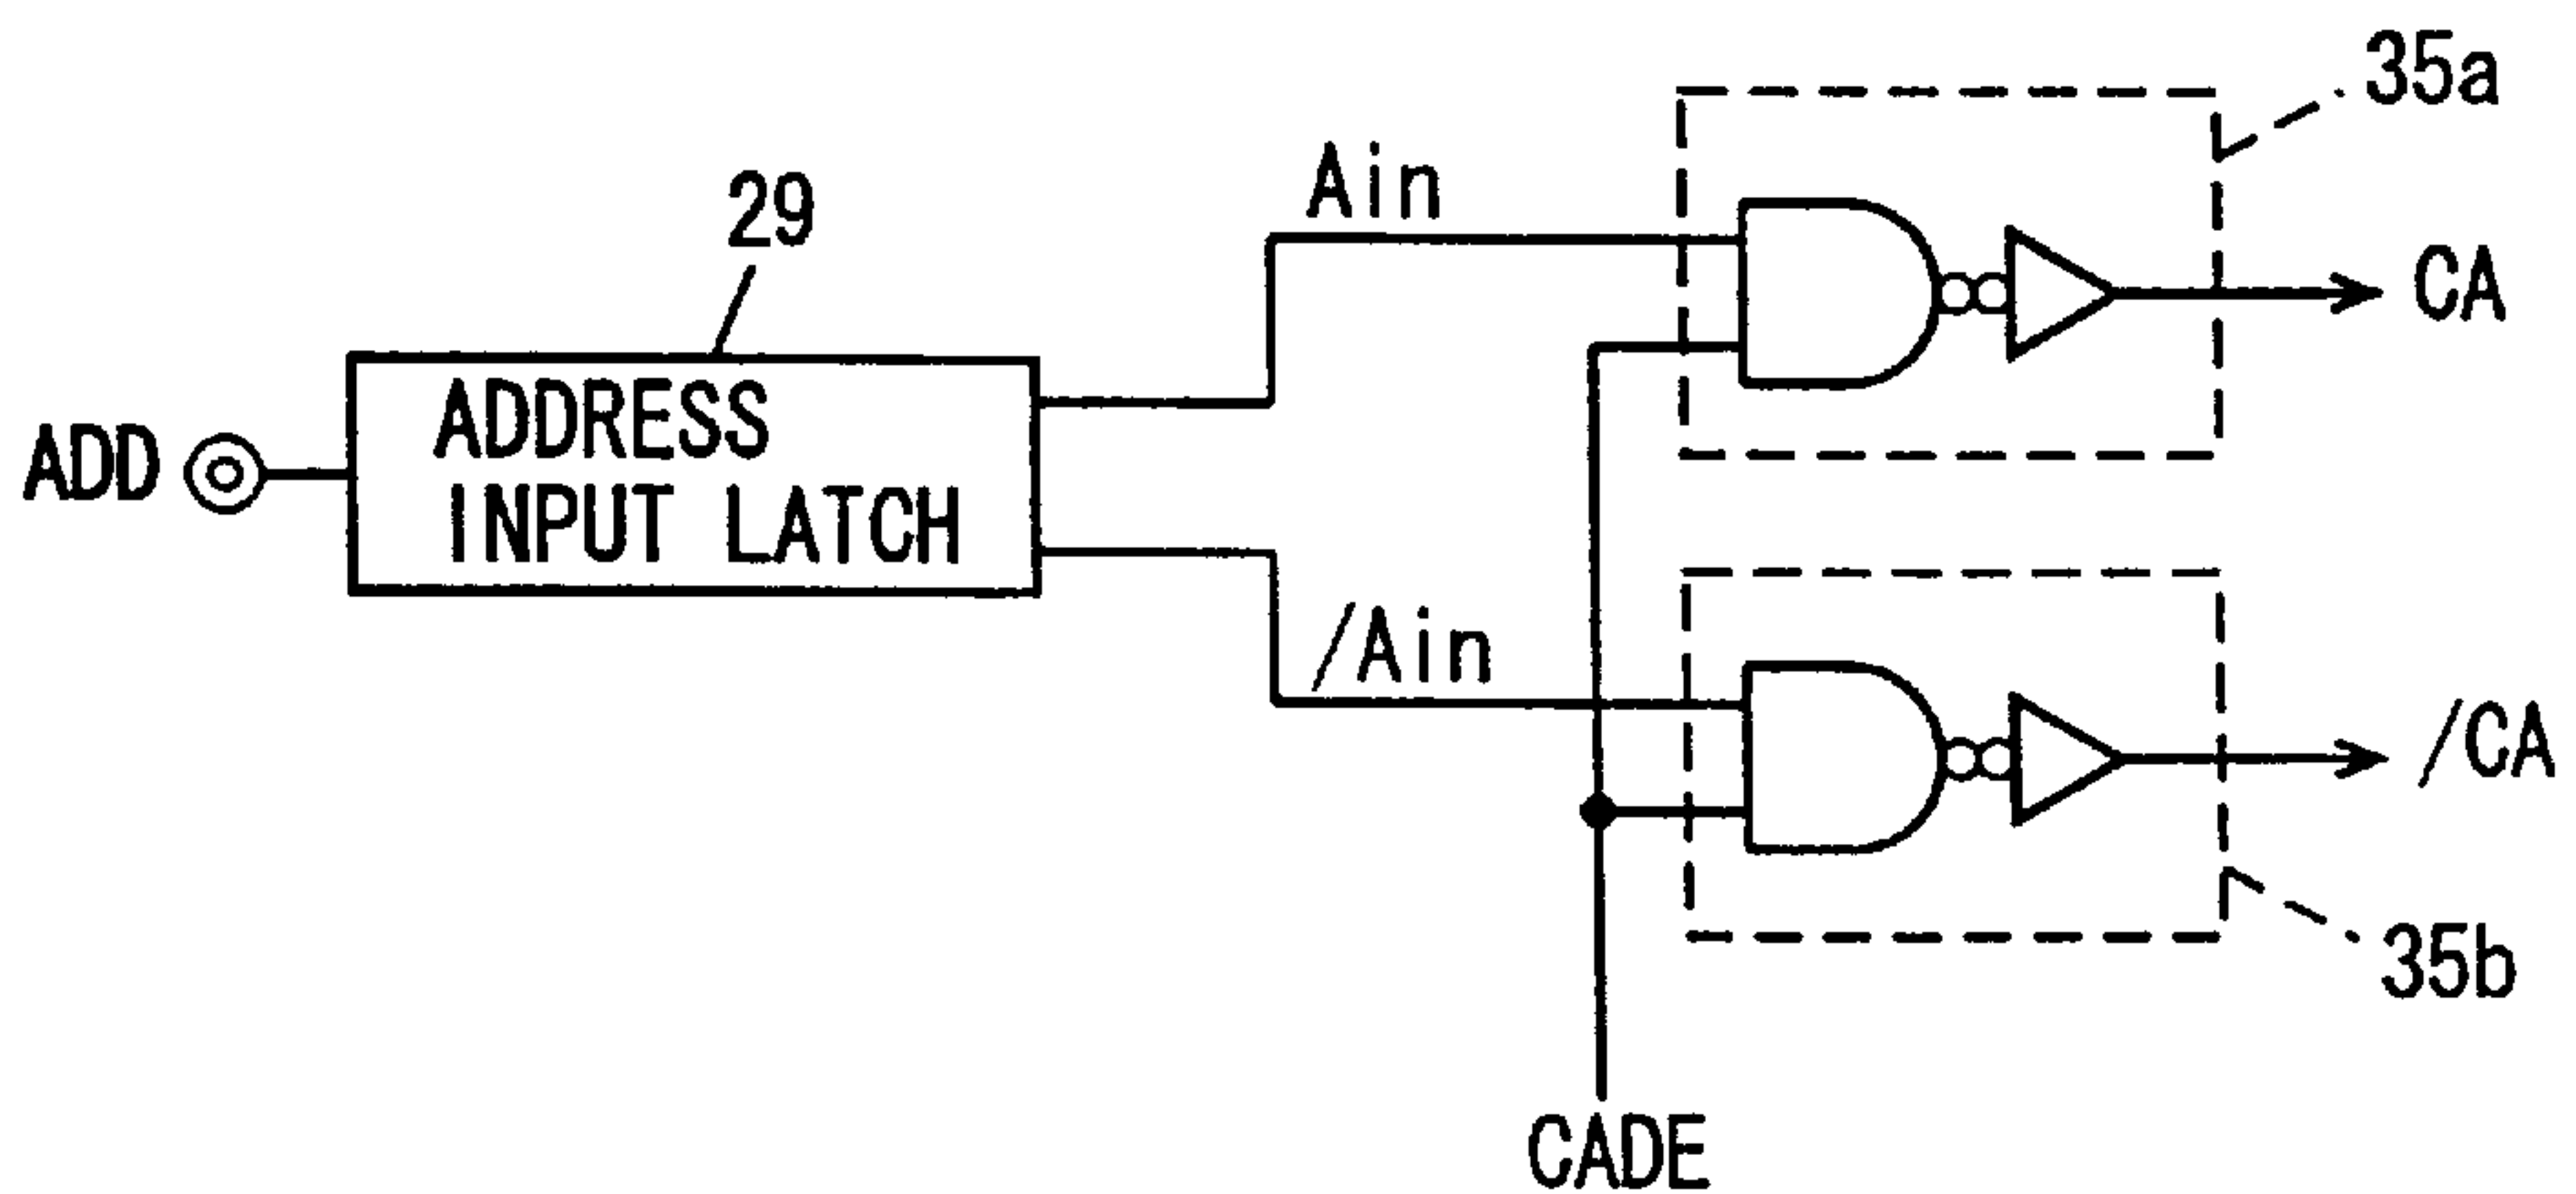 35a
29
Ain
CA
ADD
ADDRESS
INPUT LATCH
/Ain
/CA
35b
CADE